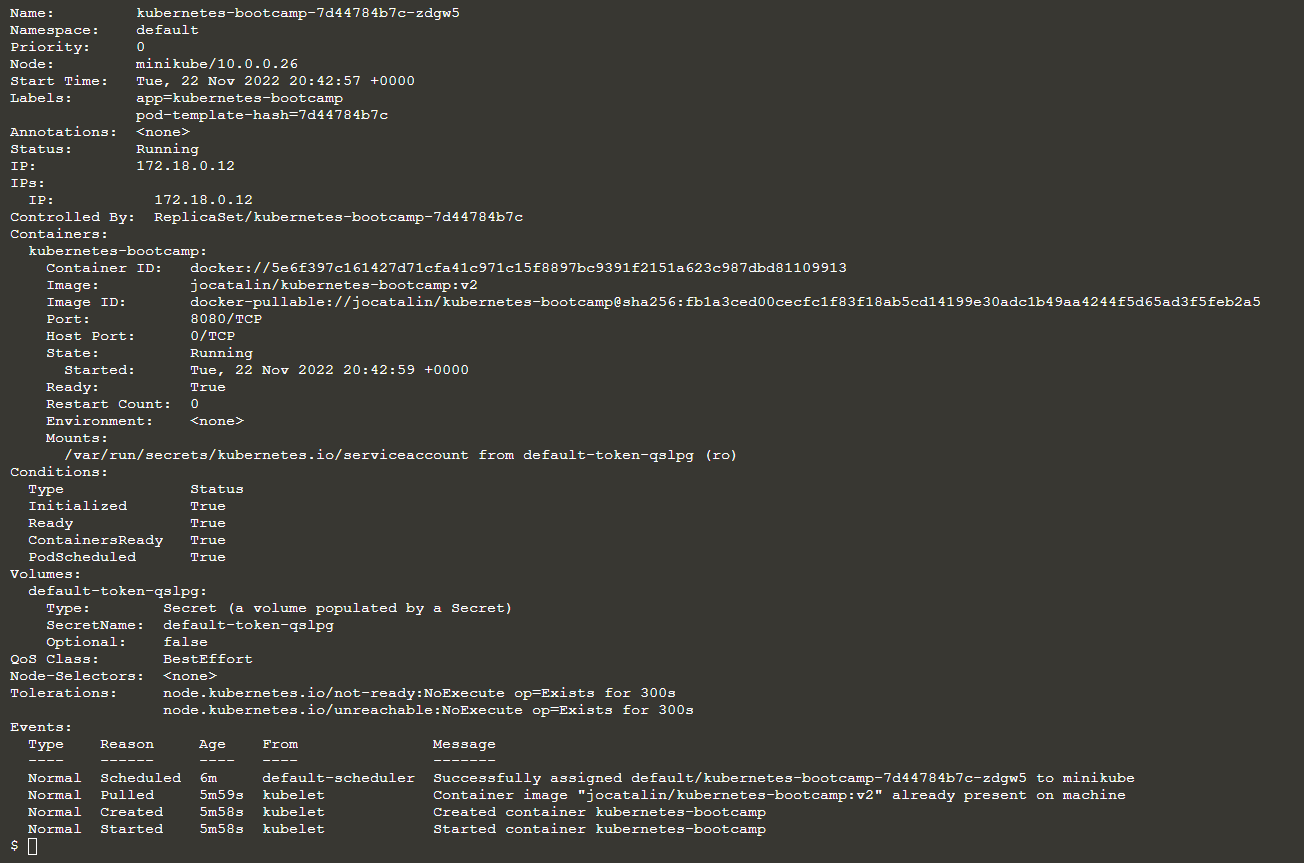 Name:         kubernetes-bootcamp-7d44784b7c-zdgw5
Namespace:    default
Priority:     0
Node:         minikube/10.0.0.26
Start Time:   Tue, 22 Nov 2022 20:42:57 +0000
Labels:       app=kubernetes-bootcamp
              pod-template-hash=7d44784b7c
Annotations:  <none>
Status:       Running
IP:           172.18.0.12
IPs:
  IP:           172.18.0.12
Controlled By:  ReplicaSet/kubernetes-bootcamp-7d44784b7c
Containers:
  kubernetes-bootcamp:
    Container ID:   docker://5e6f397c161427d71cfa41c971c15f8897bc9391f2151a623c987dbd81109913
    Image:          jocatalin/kubernetes-bootcamp:v2
    Image ID:       docker-pullable://jocatalin/kubernetes-bootcamp@sha256:fb1a3ced00cecfc1f83f18ab5cd14199e30adc1b49aa4244f5d65ad3f5feb2a5
    Port:           8080/TCP
    Host Port:      0/TCP
    State:          Running
      Started:      Tue, 22 Nov 2022 20:42:59 +0000
    Ready:          True
    Restart Count:  0
    Environment:    <none>
    Mounts:
      /var/run/secrets/kubernetes.io/serviceaccount from default-token-qslpg (ro)
Conditions:
  Type              Status
  Initialized       True
  Ready             True
  ContainersReady   True
  PodScheduled      True
Volumes:
  default-token-qslpg:
    Type:        Secret (a volume populated by a Secret)
    SecretName:  default-token-qslpg
    Optional:    false
QoS Class:       BestEffort
Node-Selectors:  <none>
Tolerations:     node.kubernetes.io/not-ready:NoExecute op=Exists for 300s
                 node.kubernetes.io/unreachable:NoExecute op=Exists for 300s
Events:
  Type    Reason     Age    From               Message
  ----    ------     ----   ----               -------
  Normal  Scheduled  6m     default-scheduler  Successfully assigned default/kubernetes-bootcamp-7d44784b7c-zdgw5 to minikube
  Normal  Pulled     5m59s  kubelet            Container image "jocatalin/kubernetes-bootcamp:v2" already present on machine
  Normal  Created    5m58s  kubelet            Created container kubernetes-bootcamp
  Normal  Started    5m58s  kubelet            Started container kubernetes-bootcamp
$